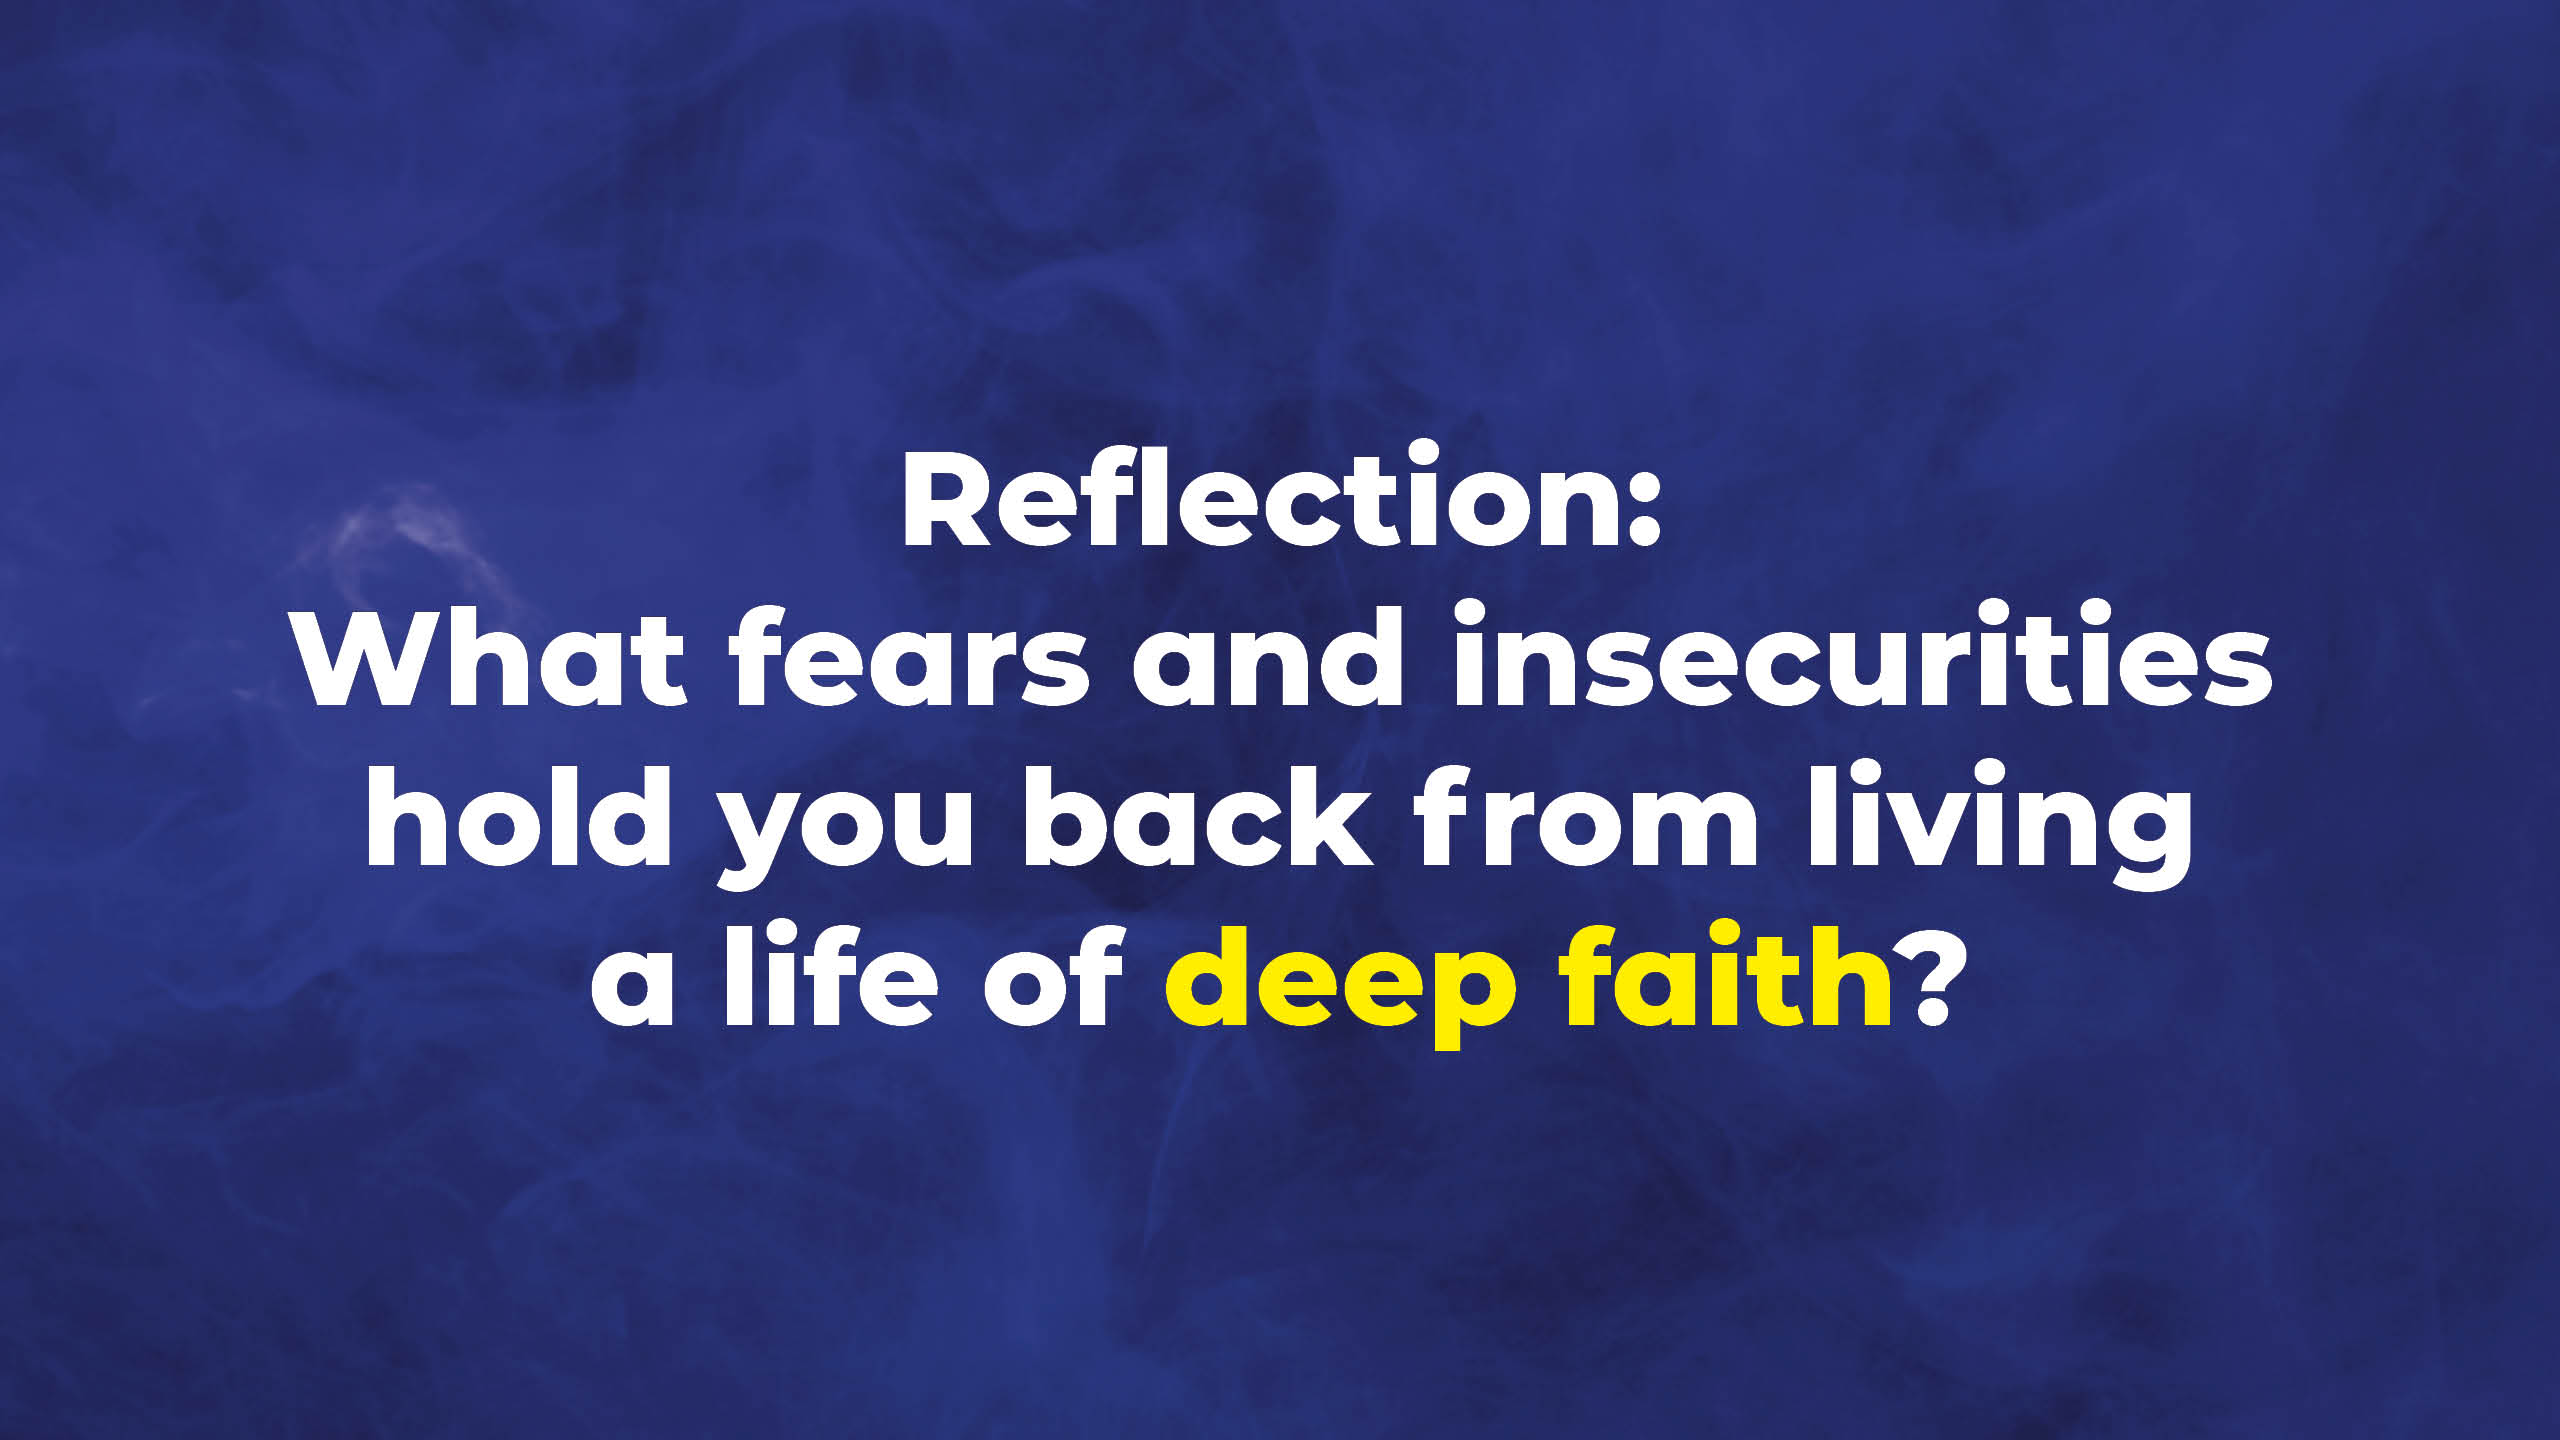 Reflection:
What fears and insecurities
hold you back from living
a life of deep faith?